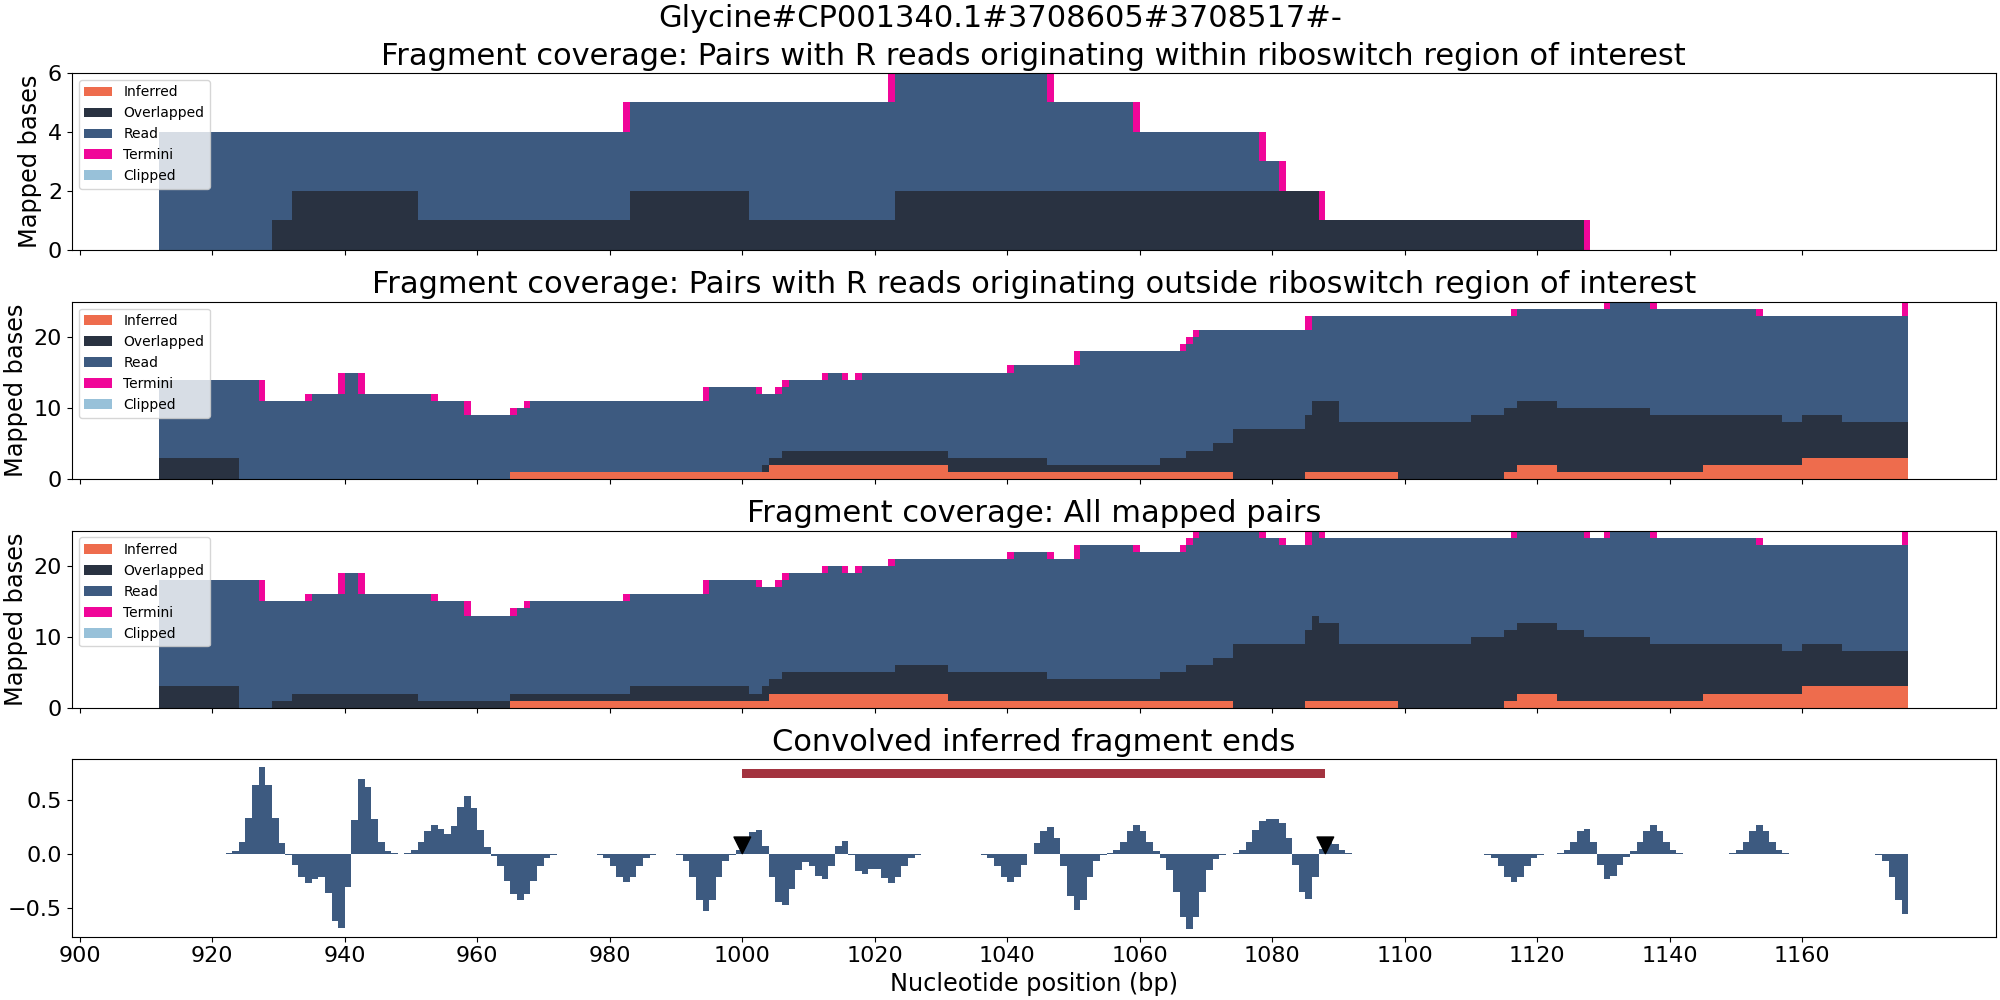 Glycine#CP001340.1#3708605#3708517#-
Fragment coverage: Pairs with R reads originating within riboswitch region of interest
Mapped bases
6
4
2
0
Inferred
Overlapped
Read
Termini
Clipped
Fragment coverage: Pairs with R reads originating outside riboswitch region of interest
Mapped bases
20
10
0
Inferred
Overlapped
Read
Termini
Clipped
Fragment coverage: All mapped pairs
Mapped bases
20
10
0
Inferred
Overlapped
Read
Termini
Clipped
Convolved inferred fragment ends
0.5
0.0
−0.5
900 920 940 960 980 1000 1020 1040 1060 1080 1100 1120 1140 1160
Nucleotide position (bp)